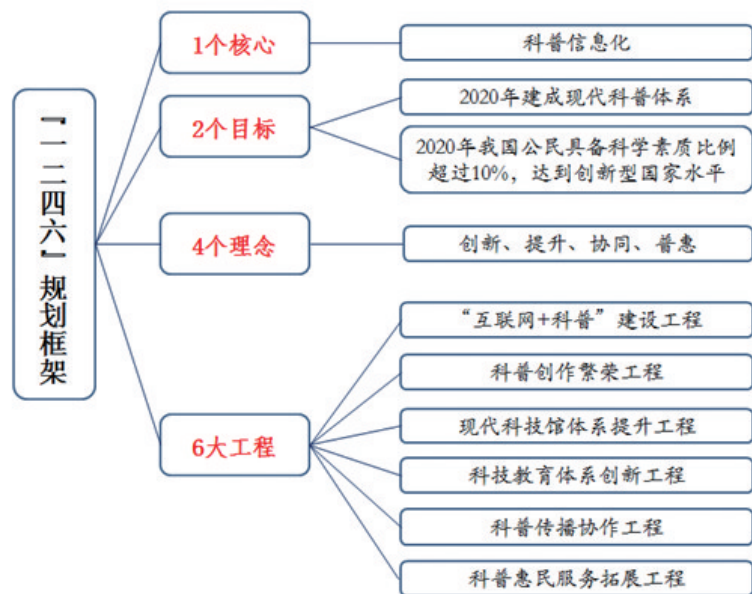 『一二四六』规划框架
1个核心
科普信息化
2个目标
2020年建成现代科普体系
2020年我国公民具备科学素质比例
超过10%，达到创新型国家水平
4个理念
创新、提升、协同、普惠
6大工程
“互联网+科普”建设工程
科普创作繁荣工程
现代科技馆体系提升工程
科技教育体系创新工程
科普传播协作工程
科普惠民服务拓展工程